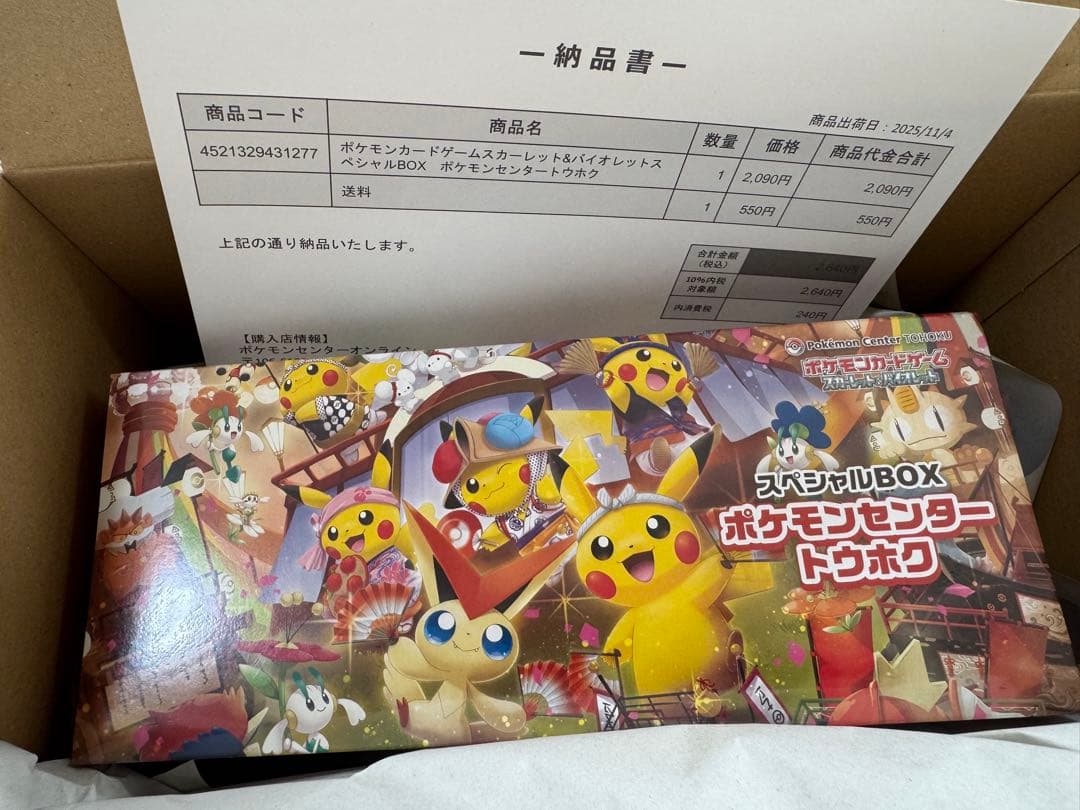 ー納品書ー
商品出荷日：2025/11/4
商品コード 商品名 数量 価格 商品代金合計
4521329431277 ポケモンカードゲームスカーレット&バイオレットス
ペシャルBOX ポケモンセンタートウホク 1 2,090円 2,090円
送料 1 550円 550円
上記の通り納品いたします。
合計金額
(税込) 2,640円
10%内税
対象額 2,640円
内消費税 240円
【購入店情報】
ポケモンセンターオンライン
Pokémon Center TOHOKU
ポケモンカードゲーム
スカーレット&バイオレット
スペシャルBOX
ポケモンセンター
トウホク